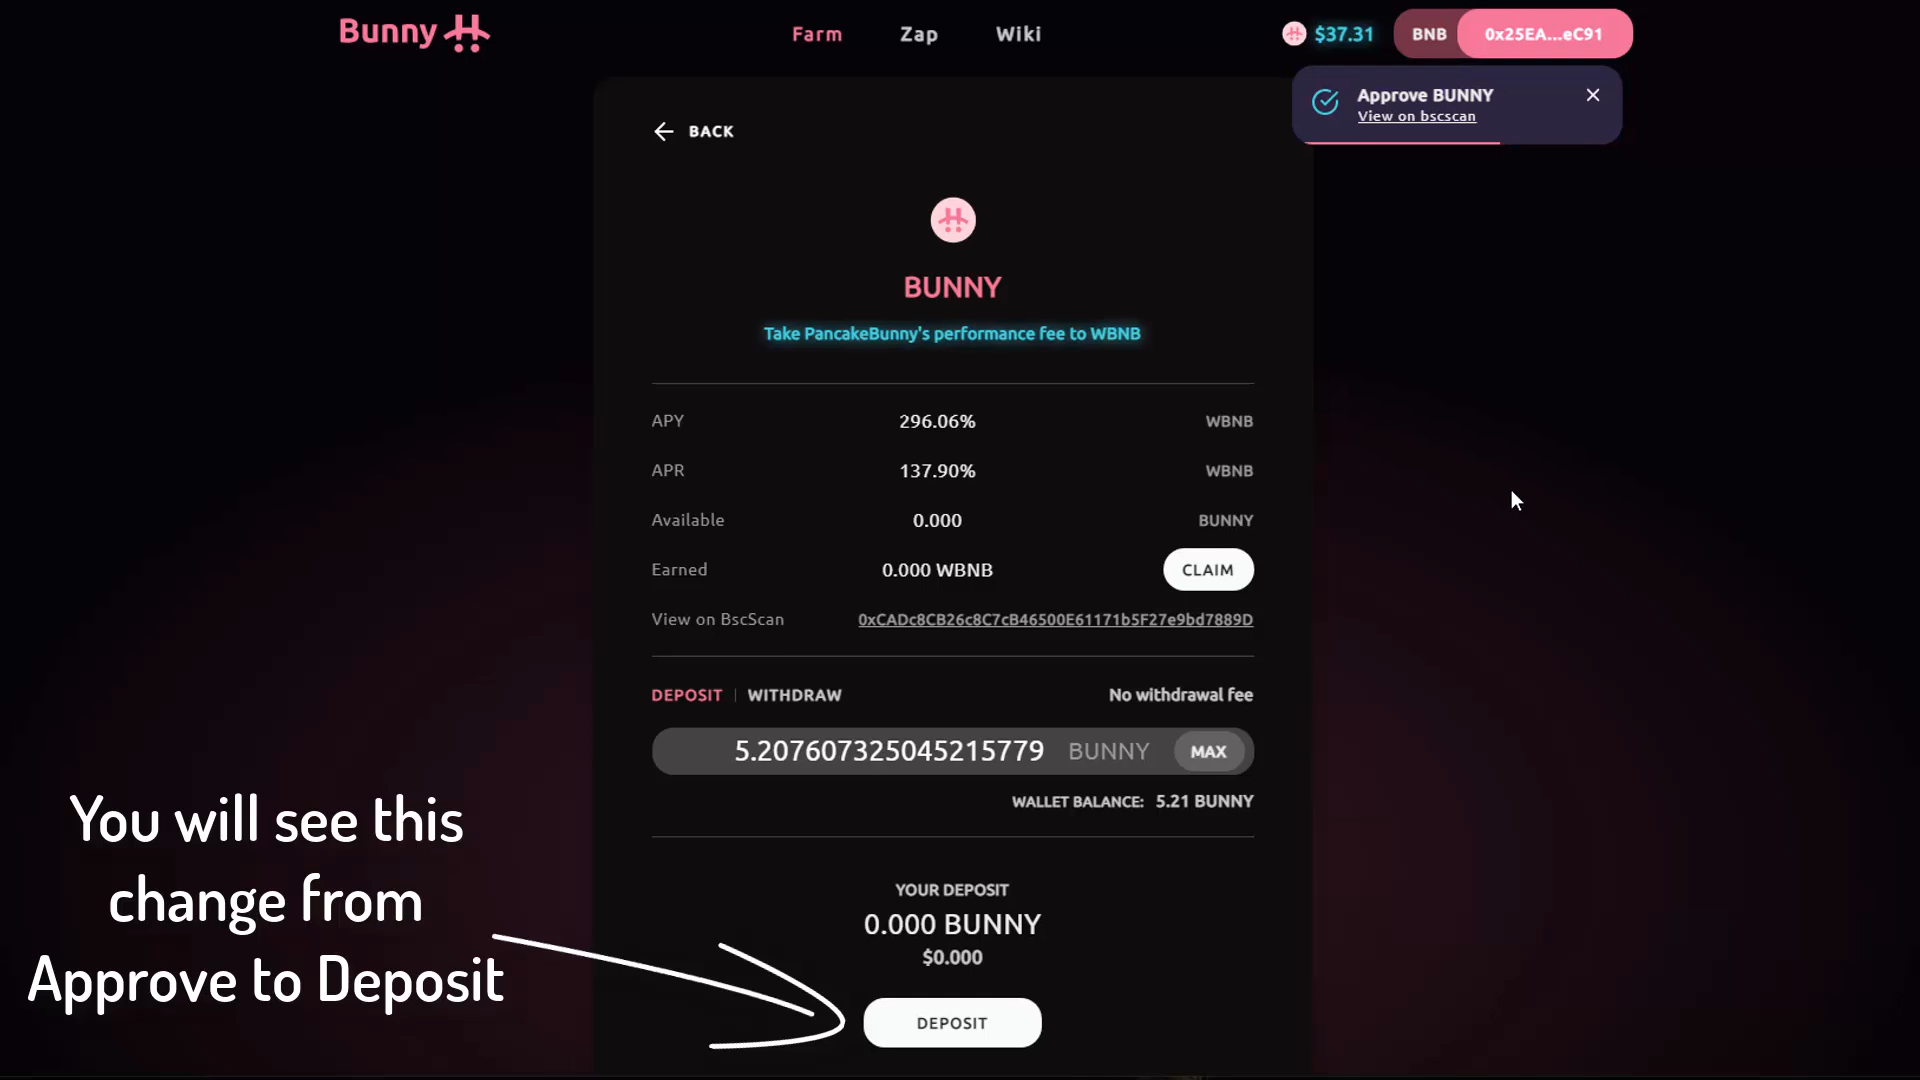 Bunny
Farm
Zap
Wiki
$37.31
BNB
0x25EA...eC91
Approve BUNNY
View on bscscan
BACK
BUNNY
Take PancakeBunny's performance fee to WBNB
APY 296.06% WBNB
APR 137.90% WBNB
Available 0.000 BUNNY
Earned 0.000 WBNB CLAIM
View on BscScan 0xCADc8CB26c8C7cB46500E61171b5F27e9bd7889D
DEPOSIT | WITHDRAW No withdrawal fee
5.207607325045215779 BUNNY MAX
WALLET BALANCE: 5.21 BUNNY
YOUR DEPOSIT
0.000 BUNNY
$0.000
DEPOSIT
You will see this
change from
Approve to Deposit